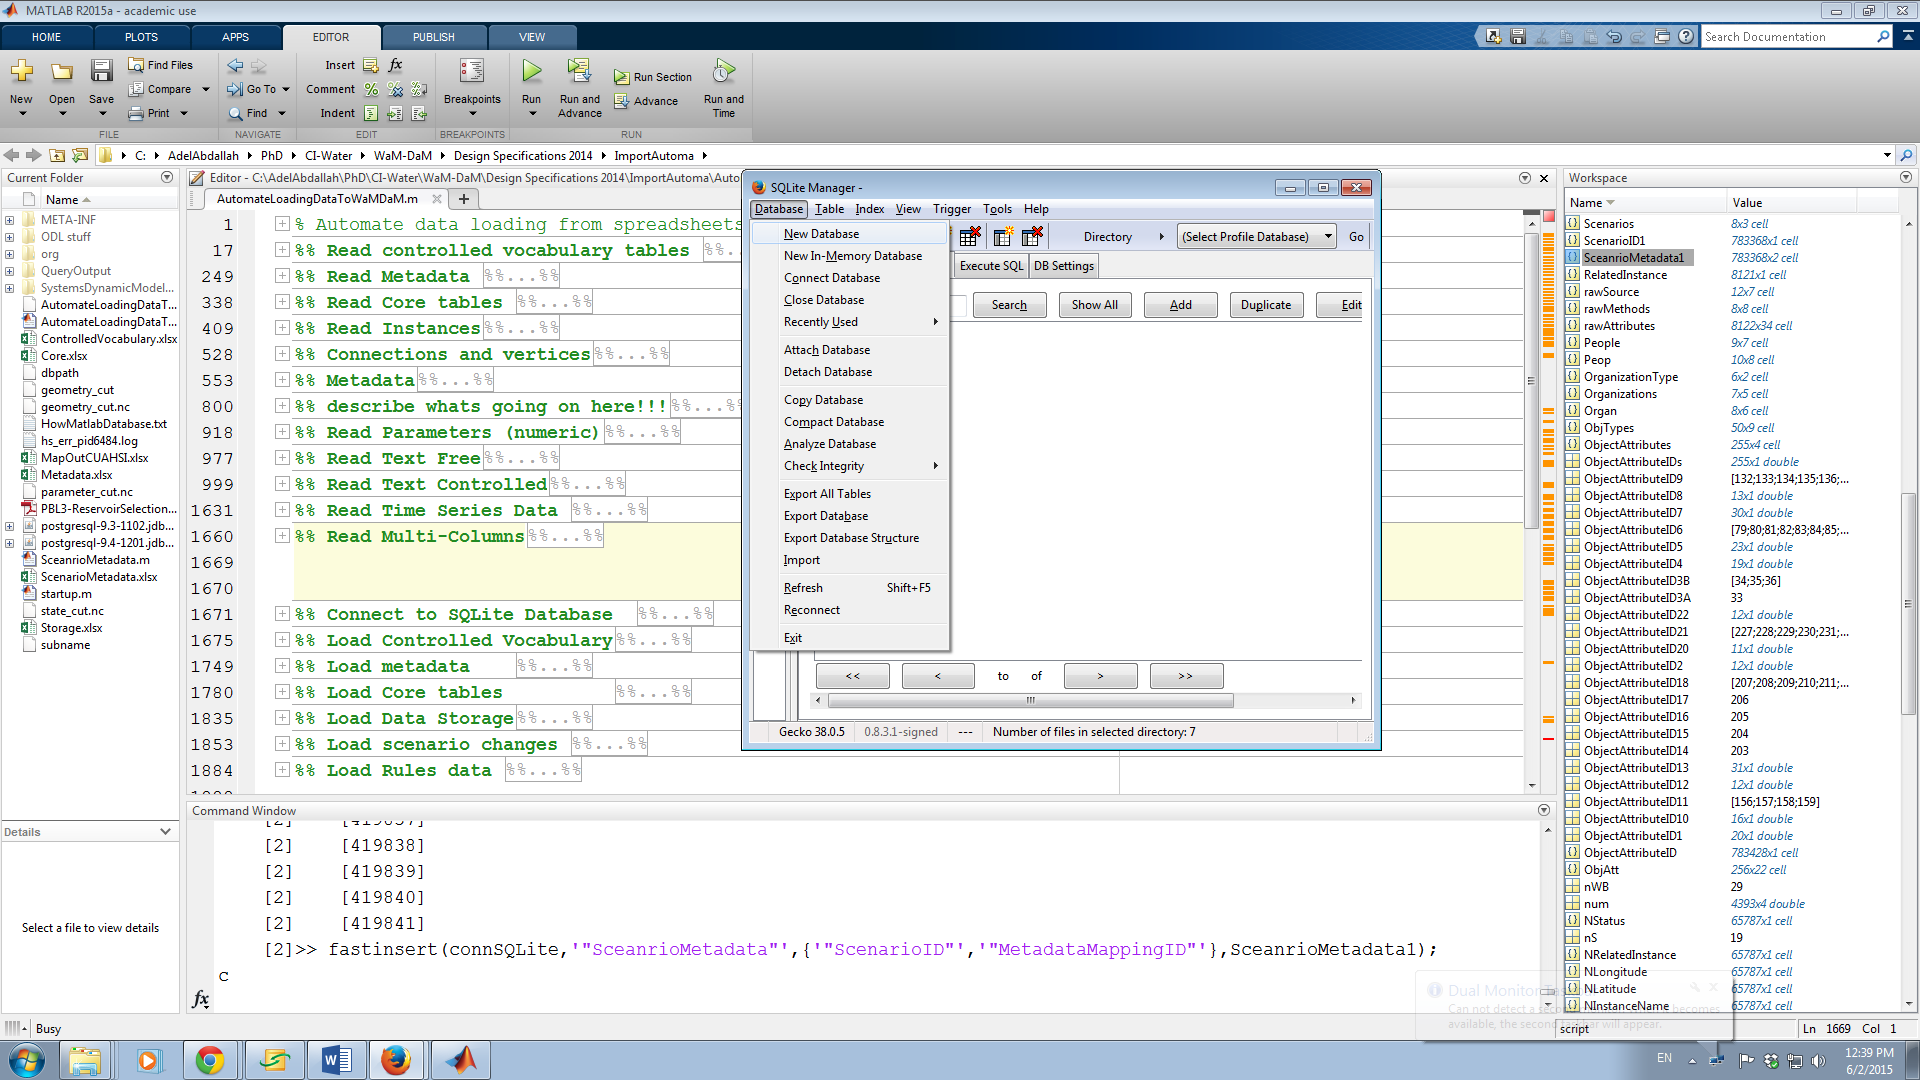 MATLAB R2015a - academic use
HOME PLOTS APPS EDITOR PUBLISH VIEW
Search Documentation
New Open Save Find Files Compare Print
Go To Find
Insert Comment Indent
Breakpoints
Run Run and Advance Run Section Advance Run and Time
FILE NAVIGATE EDIT BREAKPOINTS RUN
C: AdelAbdallah PhD CI-Water WaM-DaM Design Specifications 2014 ImportAutoma
Current Folder
Name
META-INF
ODL stuff
org
QueryOutput
SystemsDynamicModel...
AutomateLoadingDataT...
AutomateLoadingDataT...
ControlledVocabulary.xlsx
Core.xlsx
dbpath
geometry_cut
geometry_cut.nc
HowMatlabDatabase.txt
hs_err_pid6484.log
MapOutCUAHSI.xlsx
Metadata.xlsx
parameter_cut.nc
PBL3-ReservoirSelection...
postgresql-9.3-1102.jdb...
postgresql-9.4-1201.jdb...
SceanrioMetadata.m
ScenarioMetadata.xlsx
startup.m
state_cut.nc
Storage.xlsx
subname
Details
Select a file to view details
Editor - C:\AdelAbdallah\PhD\CI-Water\WaM-DaM\Design Specifications 2014\ImportAutoma\Auto
AutomateLoadingDataToWaMDaM.m
1 % Automate data loading from spreadsheets
17 %% Read controlled vocabulary tables %%..
249 %% Read Metadata %%...%%
338 %% Read Core tables %%...%%
409 %% Read Instances %%...%%
528 %% Connections and vertices %%...%%
553 %% Metadata %%...%%
800 %% describe whats going on here!!! %%...%
918 %% Read Parameters (numeric) %%...%%
977 %% Read Text Free %%...%%
999 %% Read Text Controlled %%...%%
1631 %% Read Time Series Data %%...%%
1660 %% Read Multi-Columns %%...%%
1669
1670
1671 %% Connect to SQLite Database %%...%%
1675 %% Load Controlled Vocabulary %%...%%
1749 %% Load metadata %%...%%
1780 %% Load Core tables %%...%%
1835 %% Load Data Storage %%...%%
1853 %% Load scenario changes %%...%%
1884 %% Load Rules data %%...%%
SQLite Manager -
Database Table Index View Trigger Tools Help
Directory (Select Profile Database) Go
Execute SQL DB Settings
Search Show All Add Duplicate Edit
New Database
New In-Memory Database
Connect Database
Close Database
Recently Used
Attach Database
Detach Database
Copy Database
Compact Database
Analyze Database
Check Integrity
Export All Tables
Export Database
Export Database Structure
Import
Refresh Shift+F5
Reconnect
Exit
<< < to of > >>
Gecko 38.0.5 0.8.3.1-signed --- Number of files in selected directory: 7
Command Window
[2] [419837]
[2] [419838]
[2] [419839]
[2] [419840]
[2] [419841]
[2]>> fastinsert(connSQLite,'"SceanrioMetadata"',{'"ScenarioID"','"MetadataMappingID"'},SceanrioMetadata1);
c
fx
Workspace
Name Value
Scenarios 8x3 cell
ScenarioID1 783368x1 cell
SceanrioMetadata1 783368x2 cell
RelatedInstance 8121x1 cell
rawSource 12x7 cell
rawMethods 8x8 cell
rawAttributes 8122x34 cell
People 9x7 cell
Peop 10x8 cell
OrganizationType 6x2 cell
Organizations 7x5 cell
Organ 8x6 cell
ObjTypes 50x9 cell
ObjectAttributes 255x4 cell
ObjectAttributeIDs 255x1 double
ObjectAttributeID9 [132;133;134;135;136;...
ObjectAttributeID8 13x1 double
ObjectAttributeID7 30x1 double
ObjectAttributeID6 [79;80;81;82;83;84;85;...
ObjectAttributeID5 23x1 double
ObjectAttributeID4 19x1 double
ObjectAttributeID3B [34;35;36]
ObjectAttributeID3A 33
ObjectAttributeID22 12x1 double
ObjectAttributeID21 [227;228;229;230;231;...
ObjectAttributeID20 11x1 double
ObjectAttributeID2 12x1 double
ObjectAttributeID18 [207;208;209;210;211;...
ObjectAttributeID17 206
ObjectAttributeID16 205
ObjectAttributeID15 204
ObjectAttributeID14 203
ObjectAttributeID13 31x1 double
ObjectAttributeID12 12x1 double
ObjectAttributeID11 [156;157;158;159]
ObjectAttributeID10 16x1 double
ObjectAttributeID1 20x1 double
ObjectAttributeID 783428x1 cell
ObjAtt 256x22 cell
nWB 29
num 4393x4 double
NStatus 65787x1 cell
nS 19
NRelatedInstance 65787x1 cell
NLongitude 65787x1 cell
NLatitude 65787x1 cell
NInstanceName 65787x1 cell
Dual Monitor
Can not detect a becomes
available, the second bar will appear.
Busy
script
Ln 1669 Col 1
EN
12:39 PM
6/2/2015